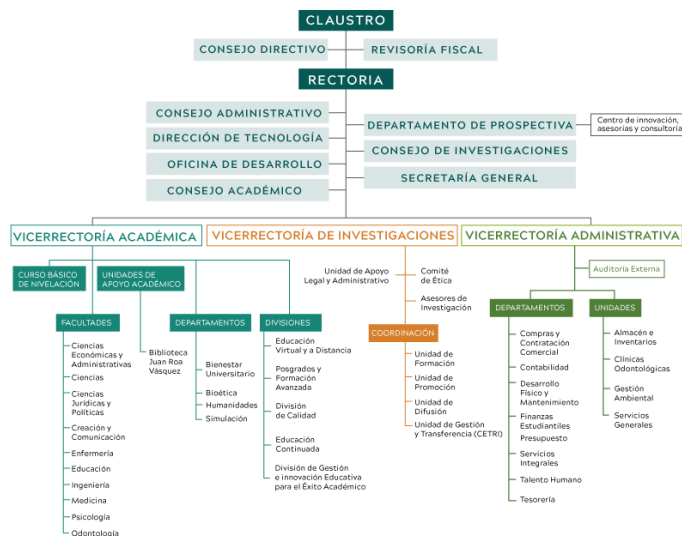 CLAUSTRO
CONSEJO DIRECTIVO
REVISORÍA FISCAL
RECTORIA
CONSEJO ADMINISTRATIVO
DIRECCIÓN DE TECNOLOGÍA
OFICINA DE DESARROLLO
CONSEJO ACADÉMICO
DEPARTAMENTO DE PROSPECTIVA
Centro de innovación,
asesorías y consultoría
CONSEJO DE INVESTIGACIONES
SECRETARÍA GENERAL
VICERRECTORÍA ACADÉMICA
CURSO BÁSICO
DE NIVELACIÓN
UNIDADES DE
APOYO ACADÉMICO
FACULTADES
Ciencias
Económicas y
Administrativas
Ciencias
Ciencias
Jurídicas y
Políticas
Creación y
Comunicación
Enfermería
Educación
Ingeniería
Medicina
Psicología
Odontología
Biblioteca
Juan Roa
Vásquez
DEPARTAMENTOS
Bienestar
Universitario
Bioética
Humanidades
Simulación
DIVISIONES
Educación
Virtual y a Distancia
Posgrados y
Formación
Avanzada
División
de Calidad
Educación
Continuada
División de Gestión
e innovación Educativa
para el Éxito Académico
VICERRECTORÍA DE INVESTIGACIONES
Unidad de Apoyo
Legal y Administrativo
Comité
de Ética
Asesores de
Investigación
COORDINACIÓN
Unidad de
Formación
Unidad de
Promoción
Unidad de
Difusión
Unidad de Gestión
y Transferencia (CETRI)
VICERRECTORÍA ADMINISTRATIVA
Auditoría Externa
DEPARTAMENTOS
Compras y
Contratación
Comercial
Contabilidad
Desarrollo
Físico y
Mantenimiento
Finanzas
Estudiantiles
Presupuesto
Servicios
Integrales
Talento Humano
Tesorería
UNIDADES
Almacén e
Inventarios
Clínicas
Odontológicas
Gestión
Ambiental
Servicios
Generales